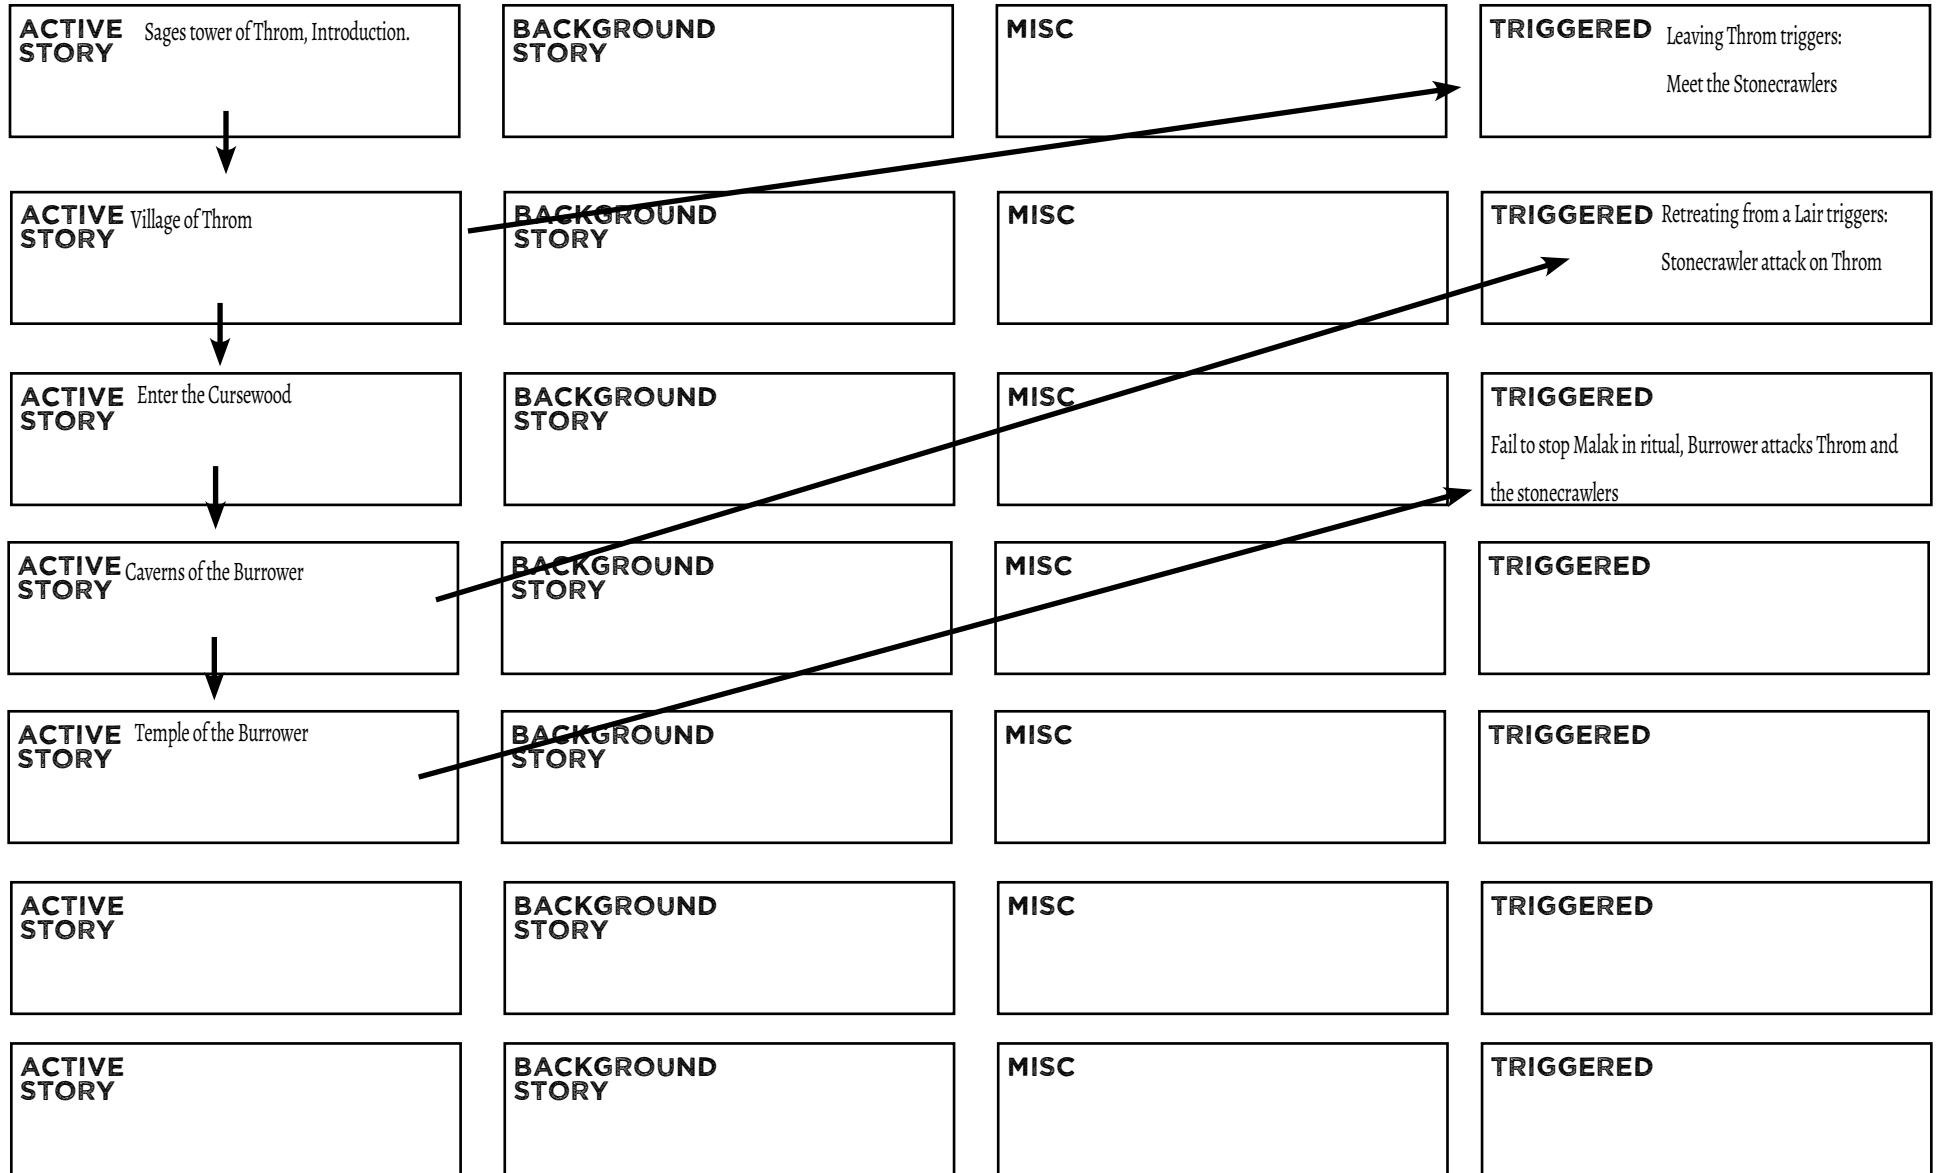 ACTIVE Sages tower of Throm, Introduction.
STORY
BACKGROUND
STORY
MISC
TRIGGERED Leaving Throm triggers:
Meet the Stonecrawlers
ACTIVE Village of Throm
STORY
BACKGROUND
STORY
MISC
TRIGGERED Retreating from a Lair triggers:
Stonecrawler attack on Throm
ACTIVE Enter the Cursewood
STORY
BACKGROUND
STORY
MISC
TRIGGERED
Fail to stop Malak in ritual, Burrower attacks Throm and
the stonecrawlers
ACTIVE Caverns of the Burrower
STORY
BACKGROUND
STORY
MISC
TRIGGERED
ACTIVE Temple of the Burrower
STORY
BACKGROUND
STORY
MISC
TRIGGERED
ACTIVE
STORY
BACKGROUND
STORY
MISC
TRIGGERED
ACTIVE
STORY
BACKGROUND
STORY
MISC
TRIGGERED